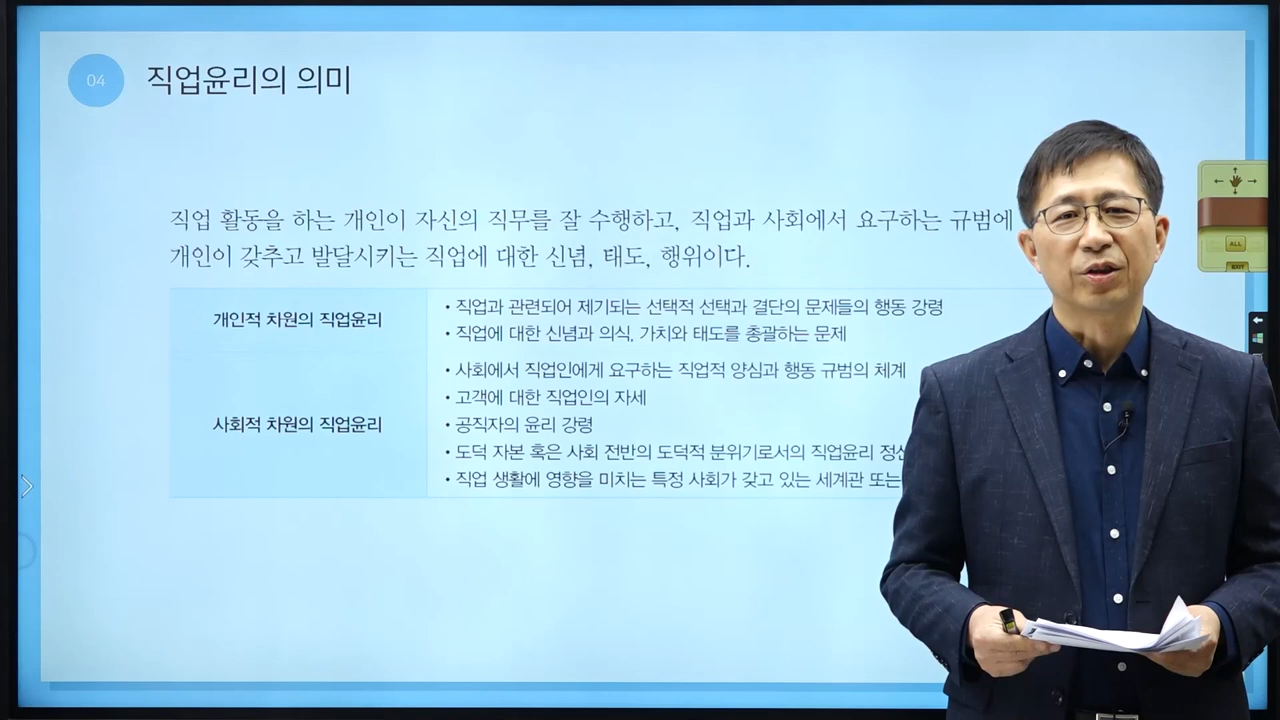 04
직업윤리의 의미
직업 활동을 하는 개인이 자신의 직무를 잘 수행하고, 직업과 사회에서 요구하는 규범에
개인이 갖추고 발달시키는 직업에 대한 신념, 태도, 행위이다.
개인적 차원의 직업윤리
• 직업과 관련되어 제기되는 선택적 선택과 결단의 문제들의 행동 강령
• 직업에 대한 신념과 의식, 가치와 태도를 총괄하는 문제
사회적 차원의 직업윤리
• 사회에서 직업인에게 요구하는 직업적 양심과 행동 규범의 체계
• 고객에 대한 직업인의 자세
• 공직자의 윤리 강령
• 도덕 자본 혹은 사회 전반의 도덕적 분위기로서의 직업윤리
• 직업 생활에 영향을 미치는 특정 사회가 갖고 있는 세계관 또는
ALL
EXIT